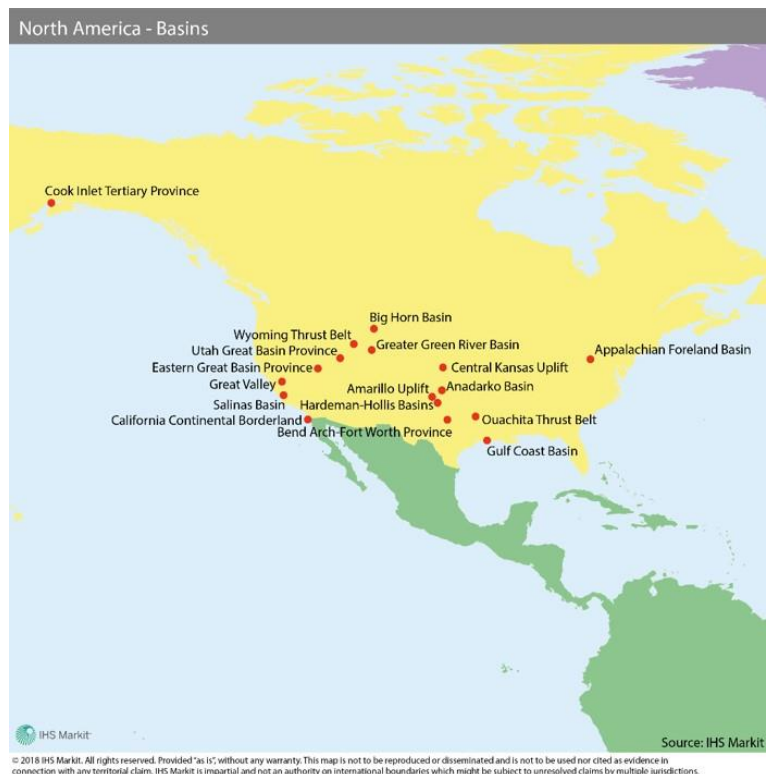 North America - Basins
Cook Inlet Tertiary Province
Big Horn Basin
Wyoming Thrust Belt
Greater Green River Basin
Utah Great Basin Province
Appalachian Foreland Basin
Eastern Great Basin Province
Central Kansas Uplift
Great Valley
Amarillo Uplift
Anadarko Basin
Salinas Basin
Hardeman-Hollis Basins
California Continental Borderland
Ouachita Thrust Belt
Bend Arch-Fort Worth Province
Gulf Coast Basin
IHS Markit
Source: IHS Markit
© 2018 IHS Markit. All rights reserved. Provided "as is", without any warranty. This map is not to be reproduced or disseminated and is not to be used nor cited as evidence in
connection with any territorial claim. IHS Markit is impartial and not an authority on international boundaries which might be subject to unresolved claims by multiple jurisdictions.